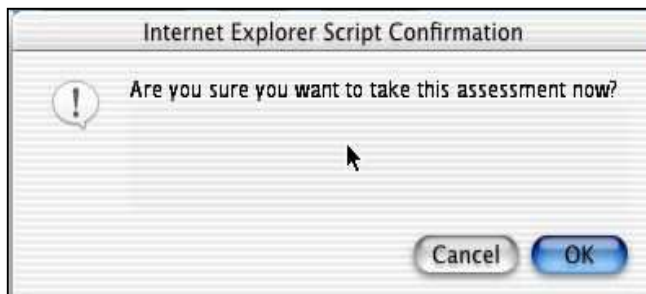 Internet Explorer Script Confirmation
Are you sure you want to take this assessment now?
Cancel OK